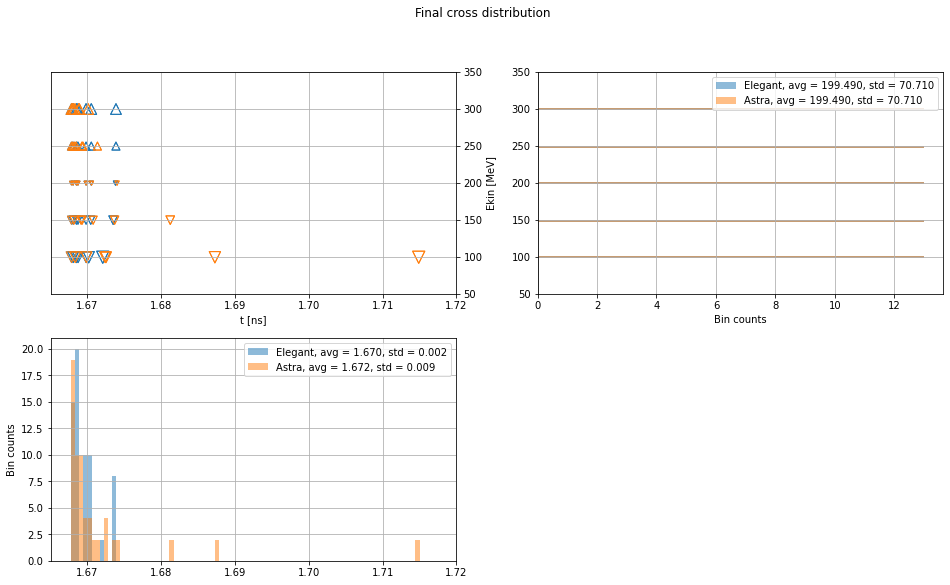 Final cross distribution
350
300
250
200
150
100
50
Ekin [MeV]
1.67 1.68 1.69 1.70 1.71 1.72
t [ns]
Elegant, avg = 199.490, std = 70.710
Astra, avg = 199.490, std = 70.710
350
300
250
200
150
100
50
0 2 4 6 8 10 12
Bin counts
Elegant, avg = 1.670, std = 0.002
Astra, avg = 1.672, std = 0.009
20.0
17.5
15.0
12.5
10.0
7.5
5.0
2.5
0.0
Bin counts
1.67 1.68 1.69 1.70 1.71 1.72